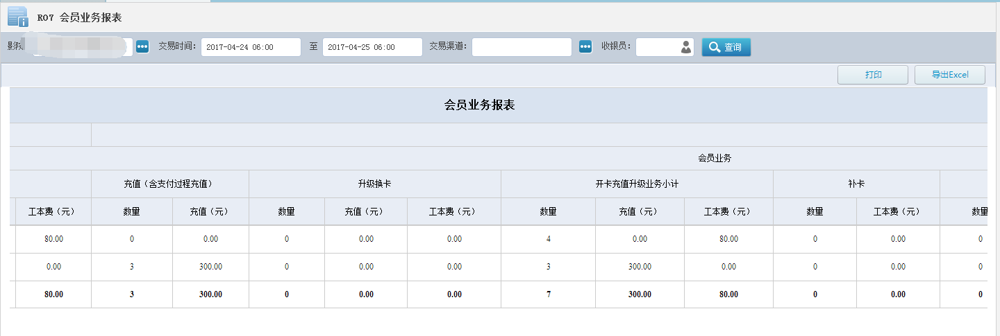 R07 会员业务报表
影院
交易时间: 2017-04-24 06:00 至 2017-04-25 06:00 交易渠道: 收银员: 查询
打印 导出Excel
会员业务报表
会员业务
充值（含支付过程充值） 升级换卡 开卡充值升级业务小计 补卡
工本费（元） 数量 充值（元） 数量 充值（元） 工本费（元） 数量 充值（元） 工本费（元） 数量 工本费（元） 数量
80.00 0 0.00 0 0.00 0.00 4 0.00 80.00 0 0.00 0
0.00 3 300.00 0 0.00 0.00 3 300.00 0.00 0 0.00 0
80.00 3 300.00 0 0.00 0.00 7 300.00 80.00 0 0.00 0